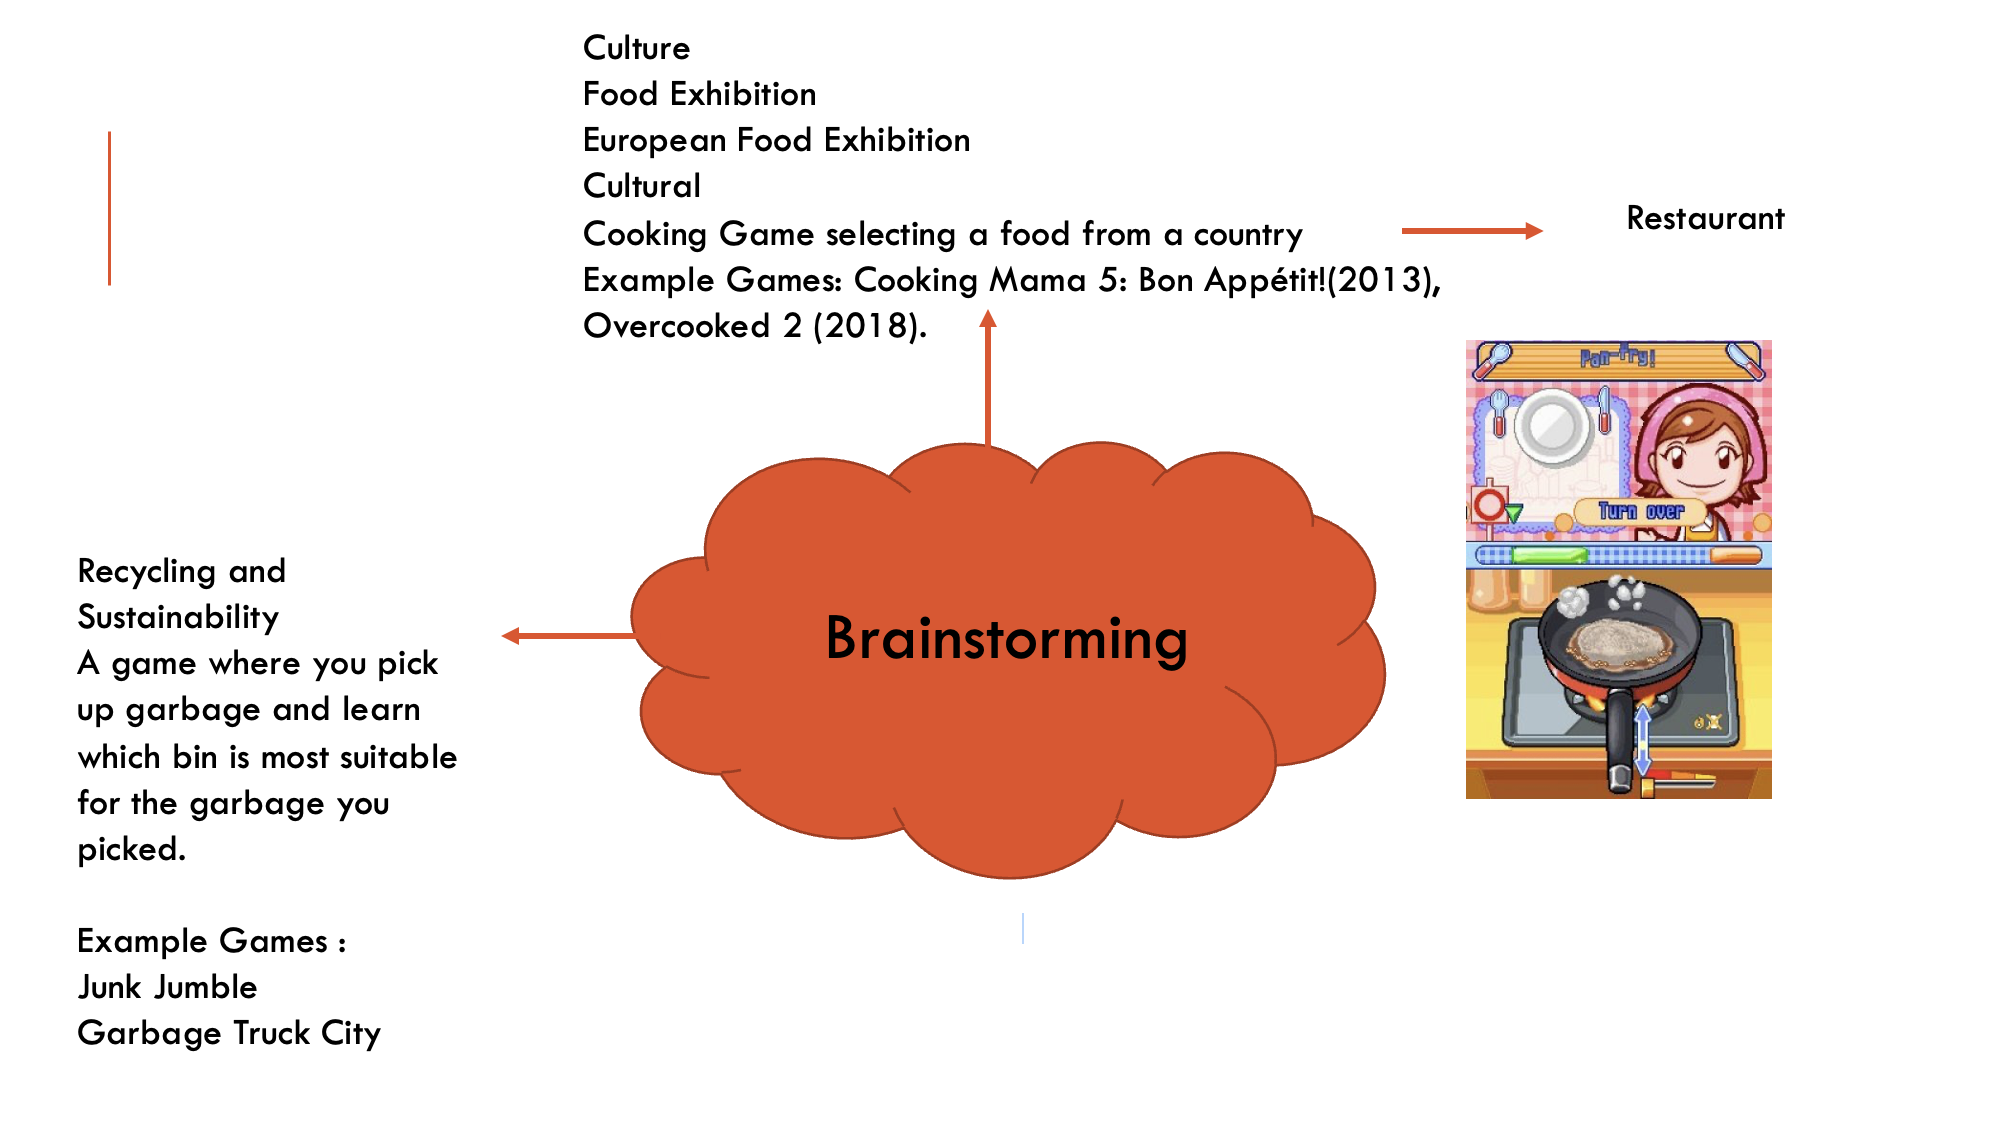 Culture
Food Exhibition
European Food Exhibition
Cultural
Cooking Game selecting a food from a country
Example Games: Cooking Mama 5: Bon Appétit!(2013),
Overcooked 2 (2018).
Restaurant
Pan-fry!
Turn over
Brainstorming
Recycling and
Sustainability
A game where you pick
up garbage and learn
which bin is most suitable
for the garbage you
picked.
Example Games :
Junk Jumble
Garbage Truck City